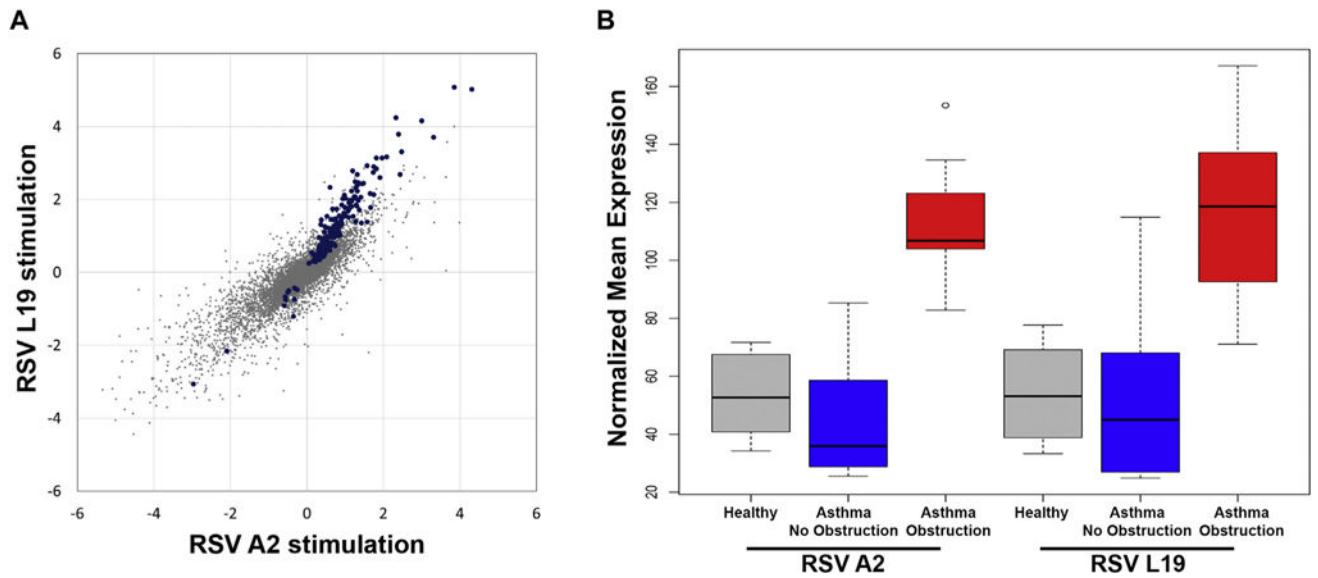 A
RSV L19 stimulation
6
4
2
0
-2
-4
-6
-6 -4 -2 0 2 4 6
RSV A2 stimulation
B
Normalized Mean Expression
160
140
120
100
80
60
40
20
Healthy Asthma Asthma Healthy Asthma Asthma
No Obstruction Obstruction No Obstruction Obstruction
RSV A2 RSV L19